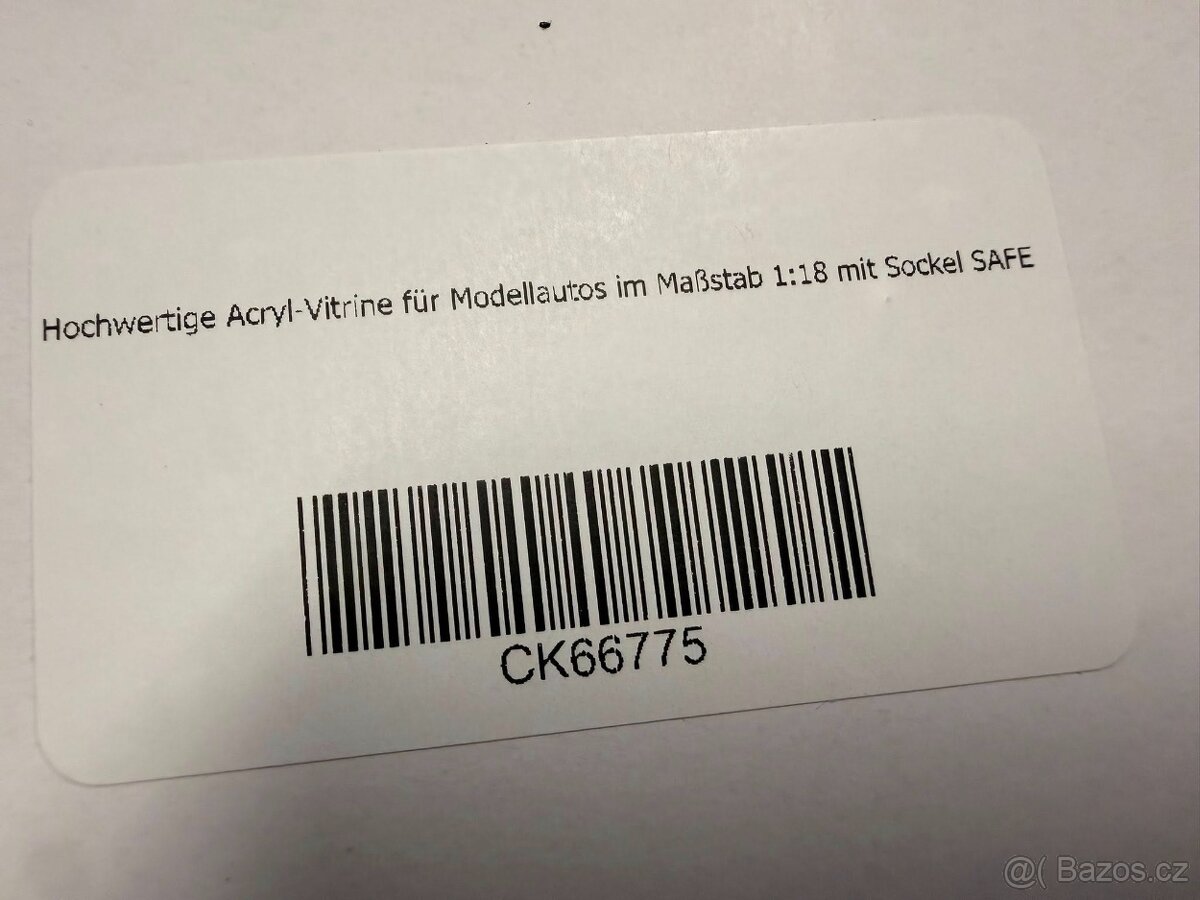 Hochwertige Acryl-Vitrine für Modellautos im Maßstab 1:18 mit Sockel SAFE
CK66775
@( Bazos.cz